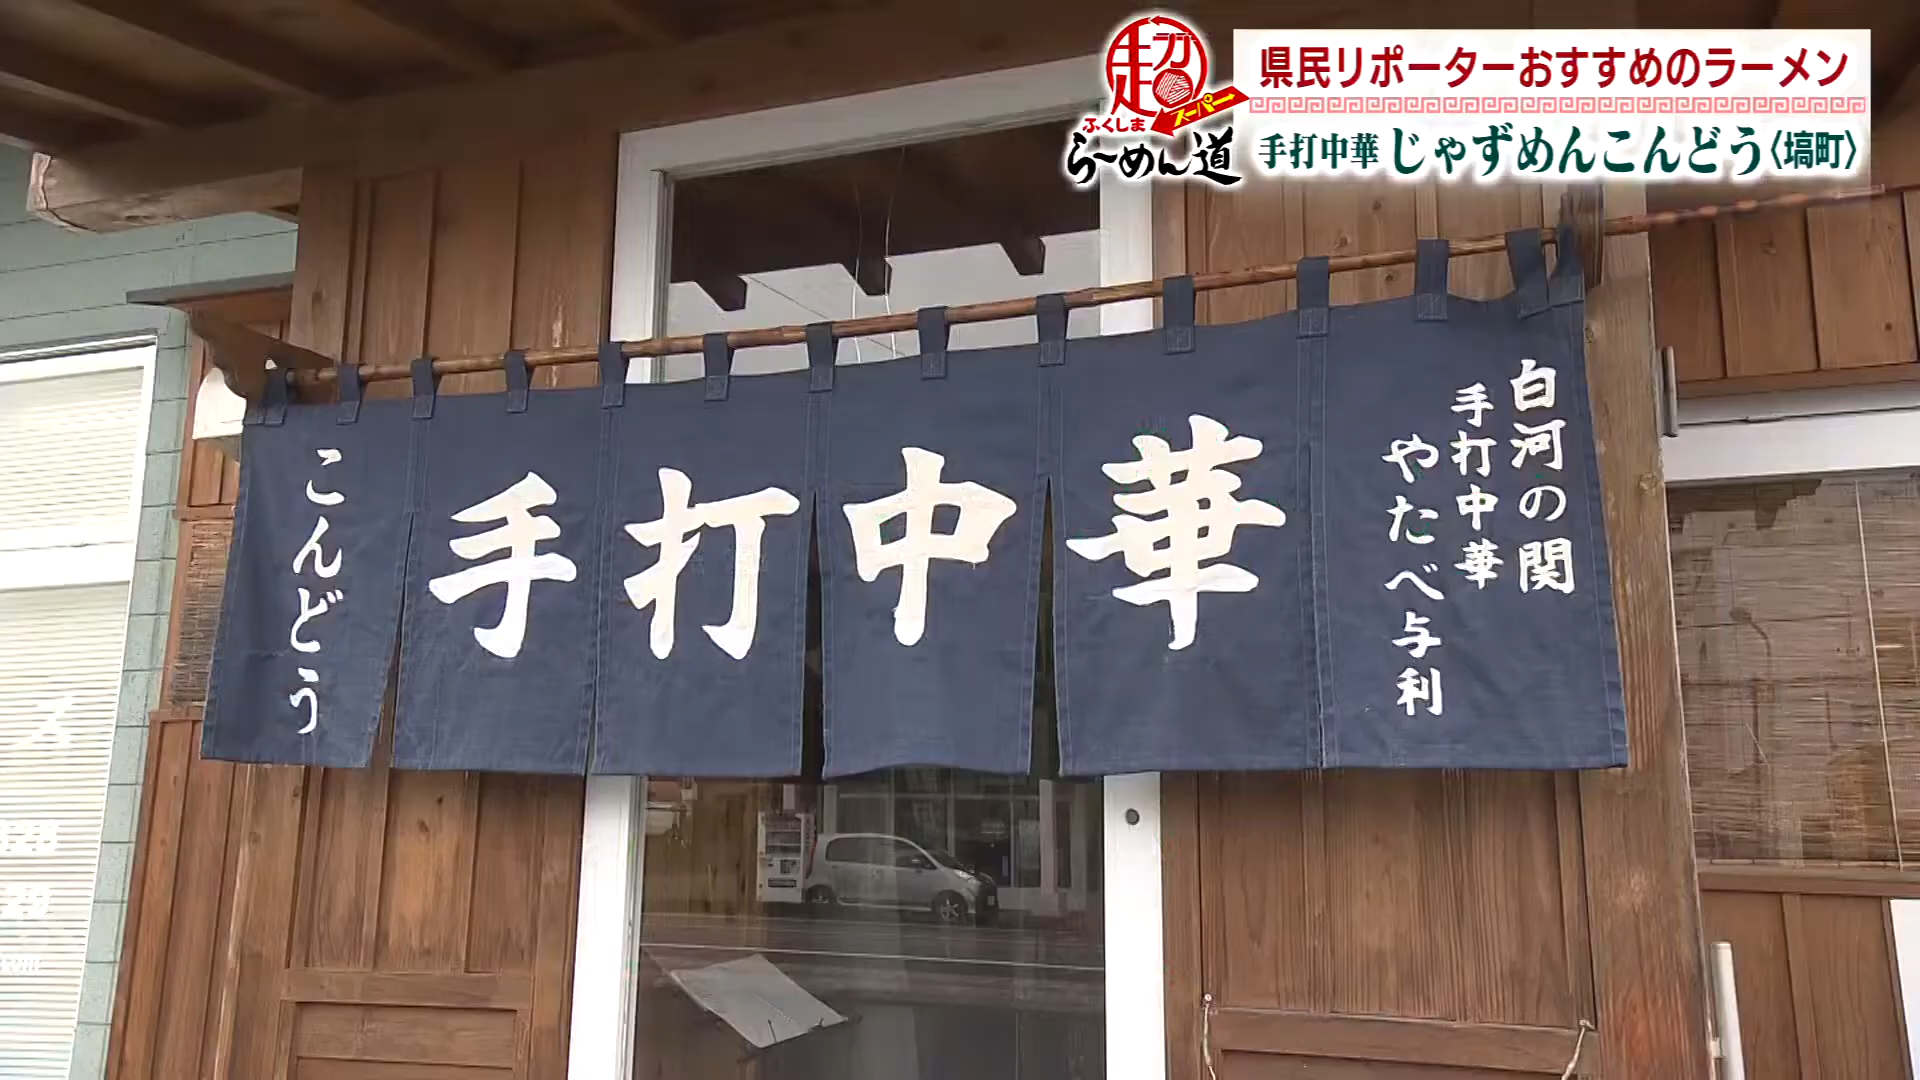 県民リポーターおすすめのラーメン
超
スーパー
ふくしま
らーめん道
手打中華 じゃずめんこんどう〈塙町〉
白河の関
手打中華
やたべ与利
手打中華
こんどう